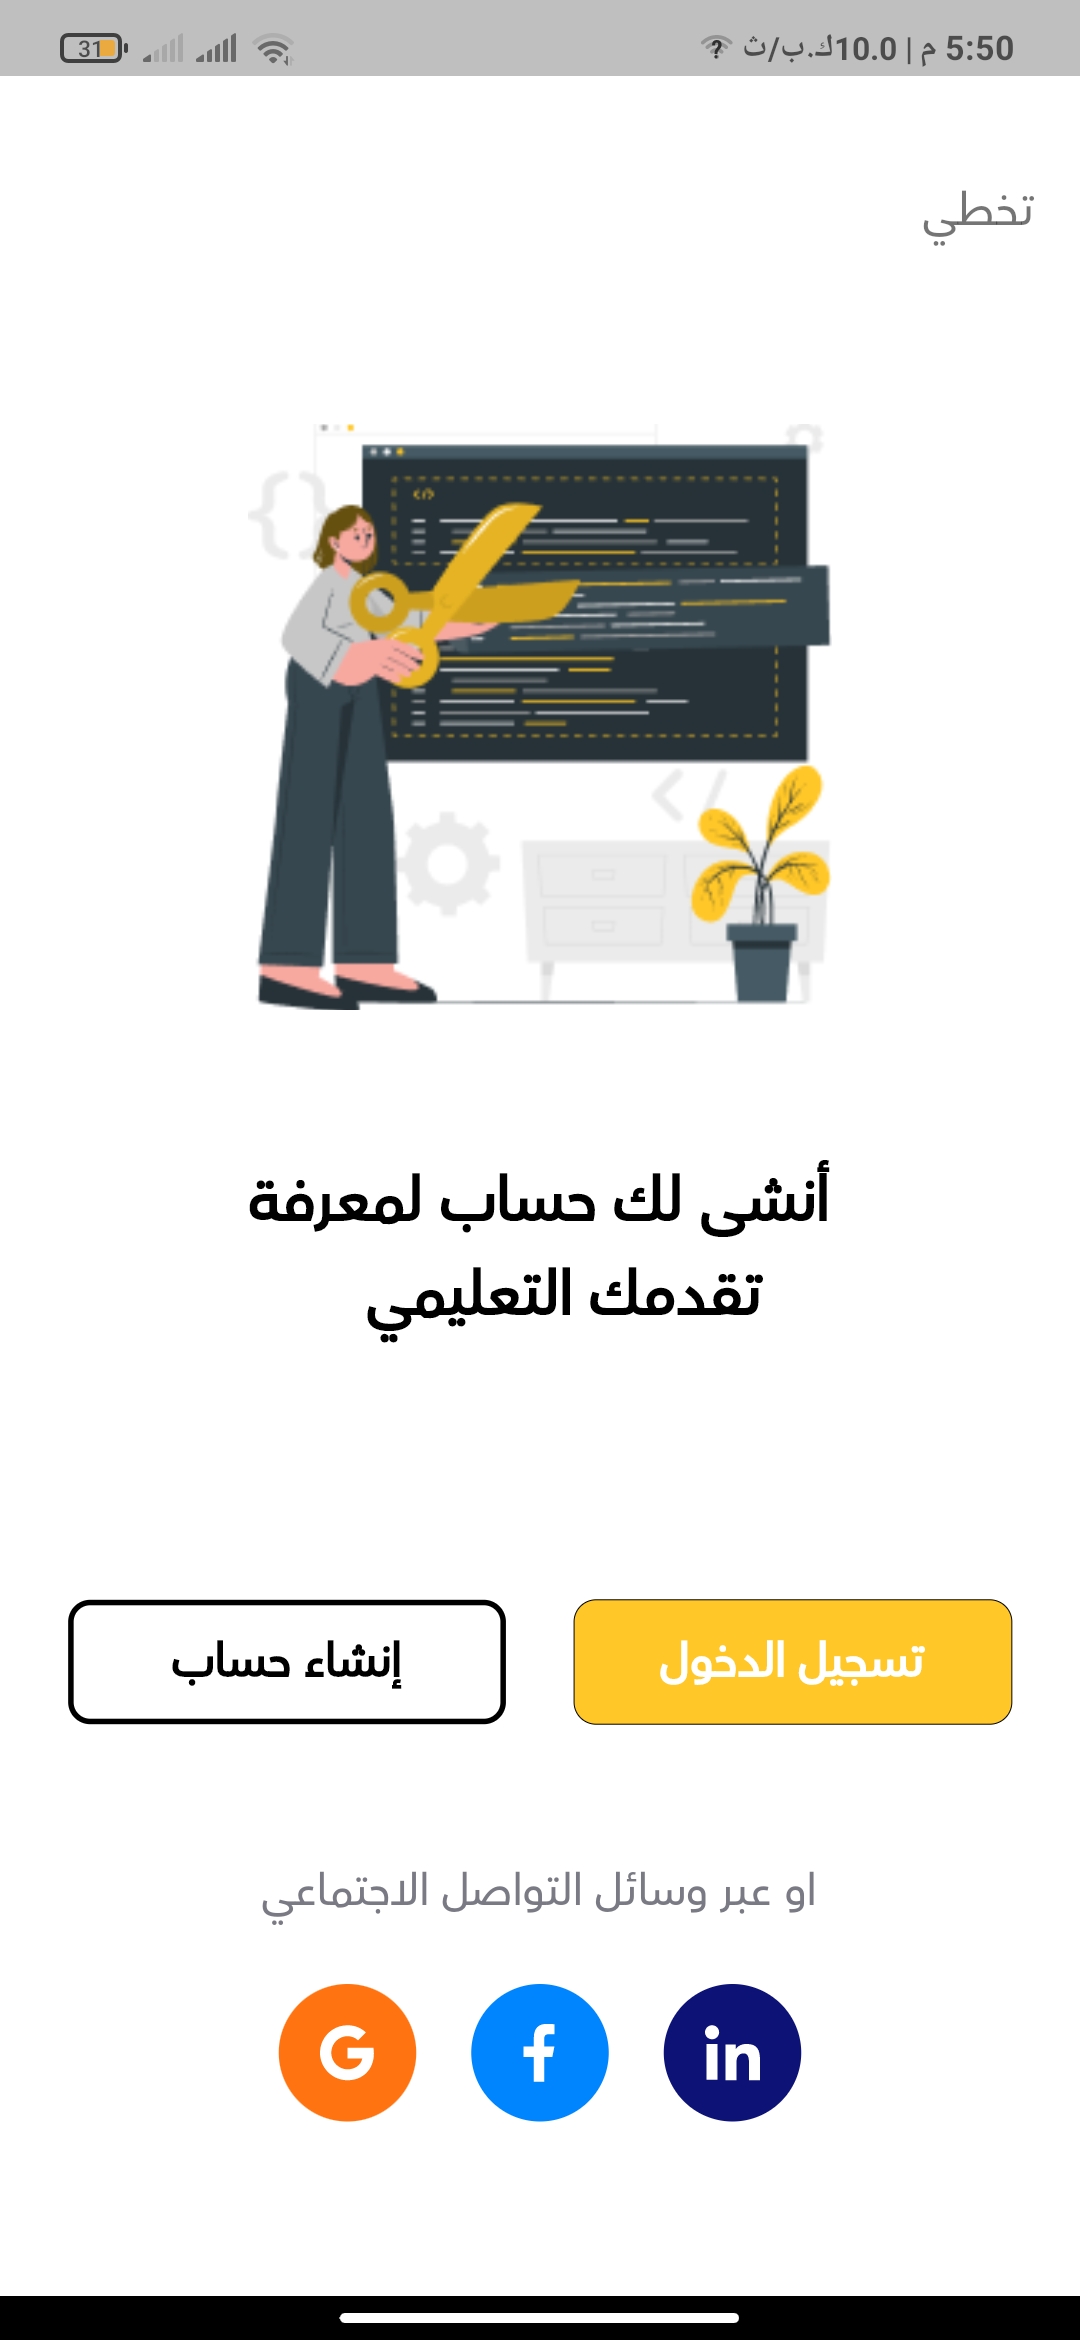 5:50 م | 10.0ك.ب/ث
31
تخطي
</>
أنشى لك حساب لمعرفة
تقدمك التعليمي
تسجيل الدخول
إنشاء حساب
او عبر وسائل التواصل الاجتماعي
in
f
G